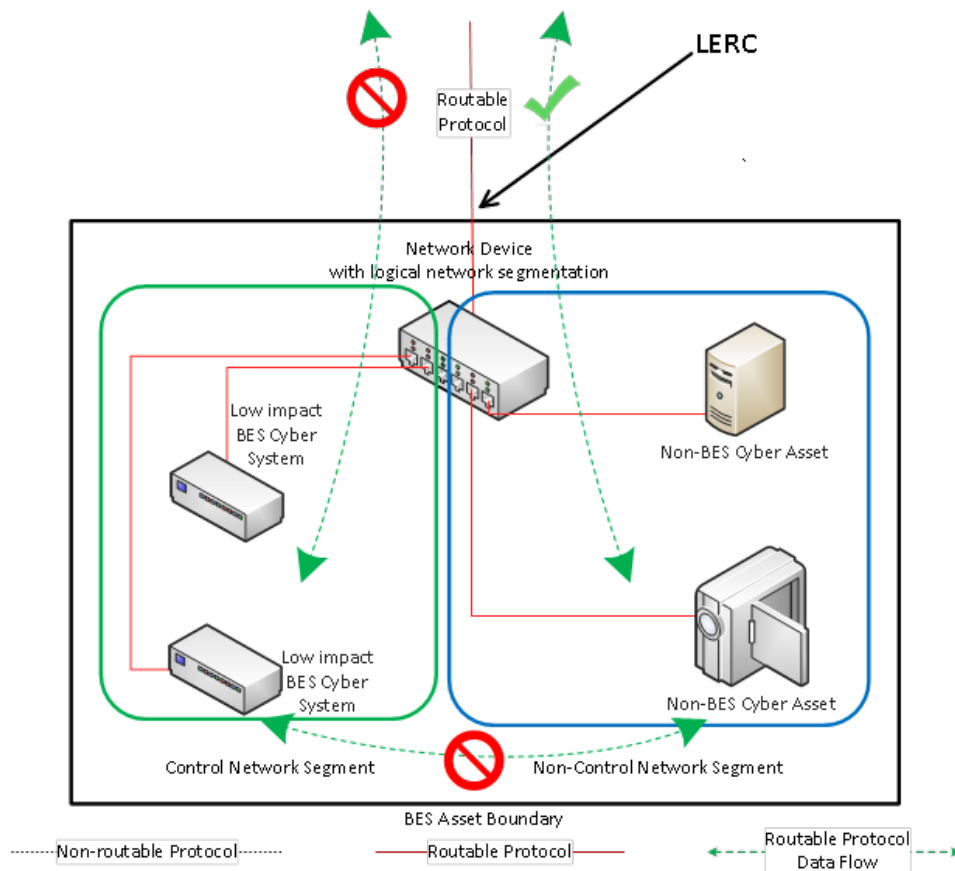 LERC
Routable
Protocol
Network Device
with logical network segmentation
Low impact
BES Cyber
System
Non-BES Cyber Asset
Low impact
BES Cyber
System
Non-BES Cyber Asset
Control Network Segment
Non-Control Network Segment
BES Asset Boundary
Non-routable Protocol
Routable Protocol
Routable Protocol
Data Flow